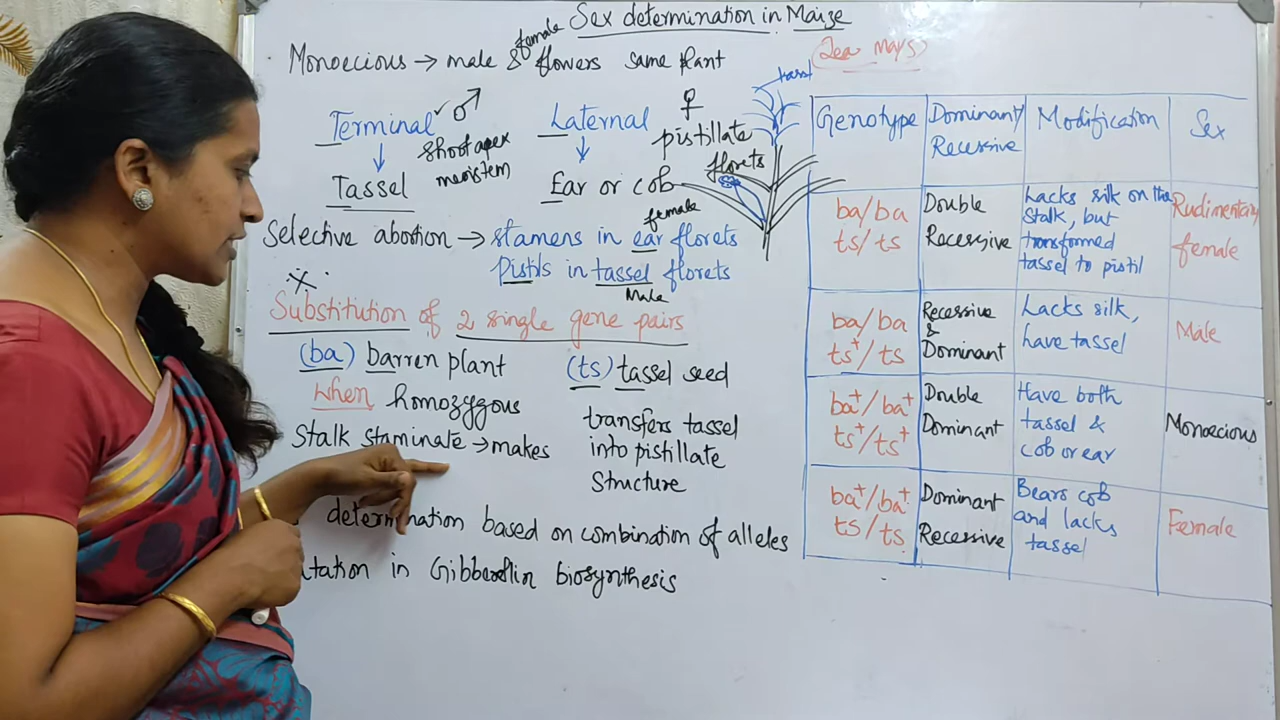 Sex determination in Maize
(Zea mays)
Monoecious → male & female flowers same plant
tassel
Terminal ✓ ♂
shoot apex
meristem
Tassel
Laternal
♀
pistillate
florets
Ear or cob
Selective abortion → stamens in ear florets
female
Pistils in tassel florets
Male
Substitution of 2 single gene pairs
(ba) barren plant
When homozygous
Stalk staminate → makes
(ts) tassel seed
transfers tassel
into pistillate
structure
determination based on combination of alleles
in biosynthesis
Genotype Dominant/Recessive Modification Sex
ba/ba ts/ts Double Recessive Lacks silk on the stalk, but transformed tassel to pistil Rudimentary female
ba/ba ts+/ts Recessive & Dominant Lacks silk, have tassel Male
ba+/ba+ ts+/ts+ Double Dominant Have both tassel & cob or ear Monoecious
ba+/ba+ ts/ts Dominant Recessive Bears cob and lacks tassel Female